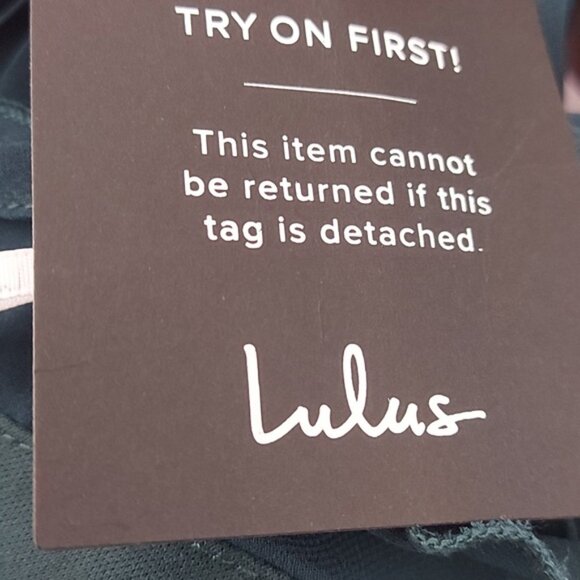 TRY ON FIRST!
This item cannot
be returned if this
tag is detached.
Lulus